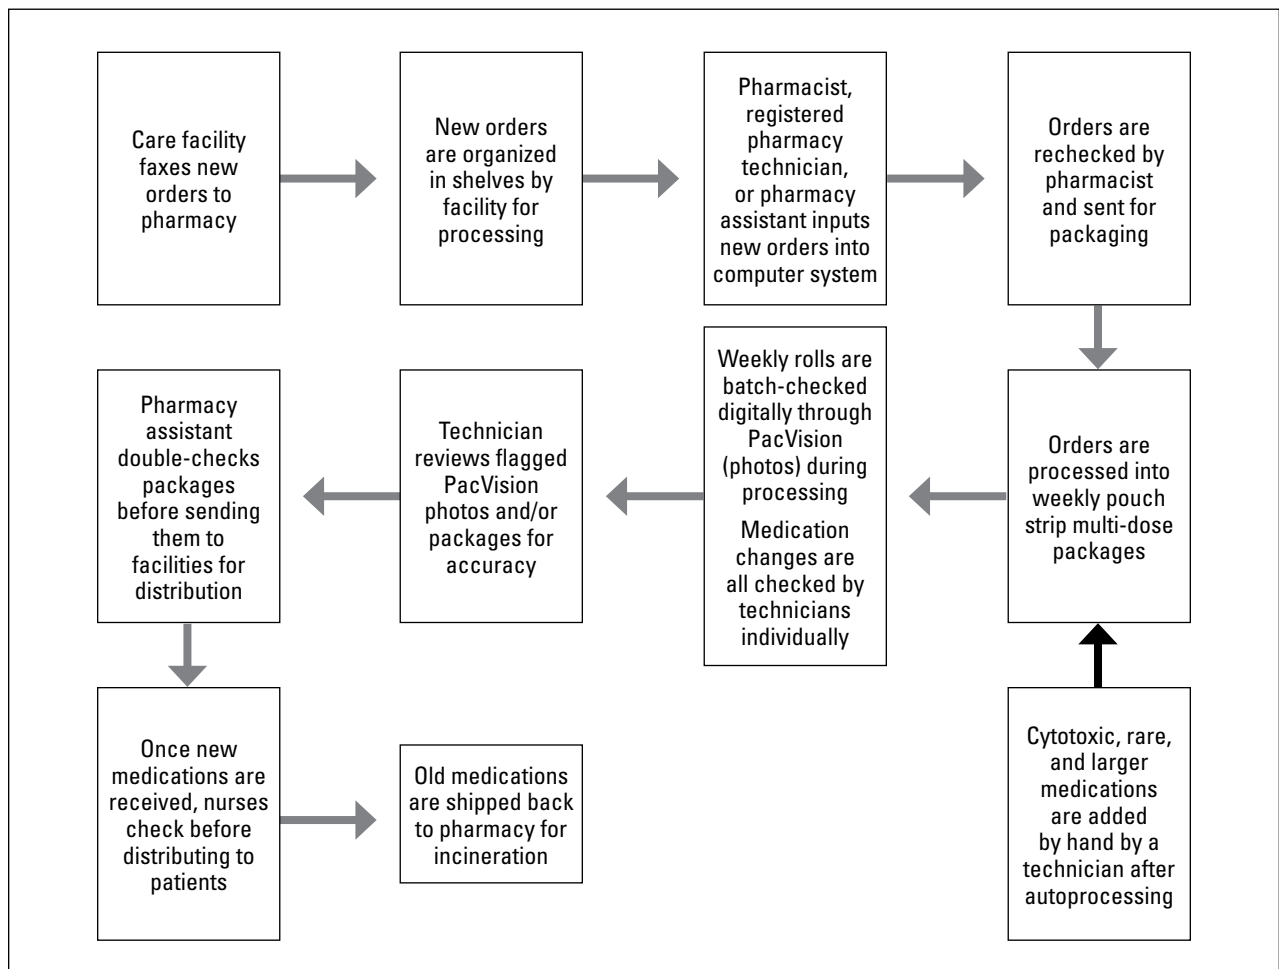 Care facility
faxes new
orders to
pharmacy
New orders
are organized
in shelves by
facility for
processing
Pharmacist,
registered
pharmacy
technician,
or pharmacy
assistant inputs
new orders into
computer system
Orders are
rechecked by
pharmacist
and sent for
packaging
Orders are
processed into
weekly pouch
strip multi-dose
packages
Cytotoxic, rare,
and larger
medications
are added
by hand by a
technician after
autoprocessing
Weekly rolls are
batch-checked
digitally through
PacVision
(photos) during
processing
Medication
changes are
all checked by
technicians
individually
Technician
reviews flagged
PacVision
photos and/or
packages for
accuracy
Pharmacy
assistant
double-checks
packages
before sending
them to
facilities for
distribution
Once new
medications are
received, nurses
check before
distributing to
patients
Old medications
are shipped back
to pharmacy for
incineration